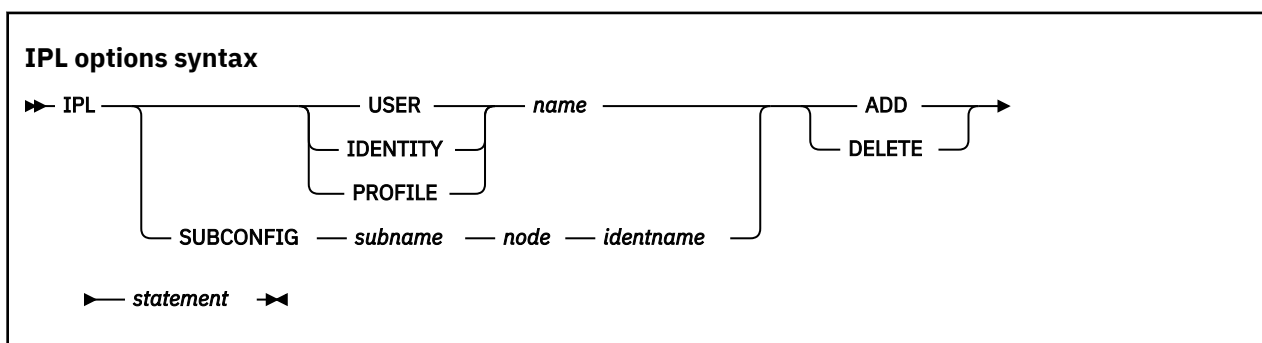 IPL options syntax
IPL USER name ADD
IDENTITY DELETE
PROFILE
SUBCONFIG subname node identname
statement